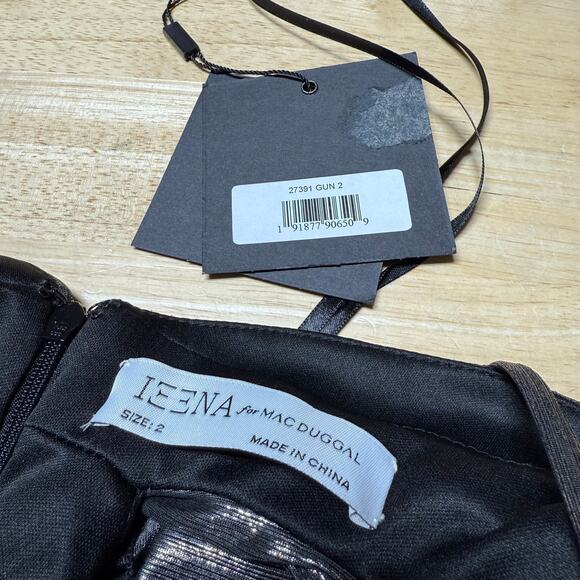 27391 GUN 2
1 91877 90650 9
IEENA for MAC DUGGAL
SIZE: 2
MADE IN CHINA